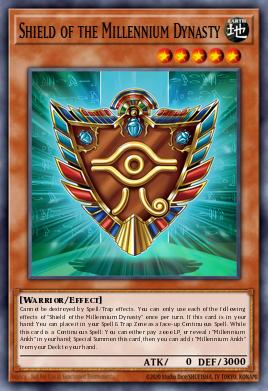 SHIELD OF THE MILLENNIUM DYNASTY
EARTH
地
[WARRIOR/EFFECT]
Cannot be destroyed by Spell/Trap effects. You can only use each of the following
effects of "Shield of the Millennium Dynasty" once per turn. If this card is in your
hand: You can place it in your Spell & Trap Zone as a face-up Continuous Spell. While
this card is a Continuous Spell: You can either pay 2000 LP, or reveal 1 "Millennium
Ankh" in your hand; Special Summon this card, then you can add 1 "Millennium Ankh"
from your Deck to your hand.
ATK/ 0 DEF/3000
©2020 Studio Dice/SHUEISHA, TV TOKYO, KONAMI